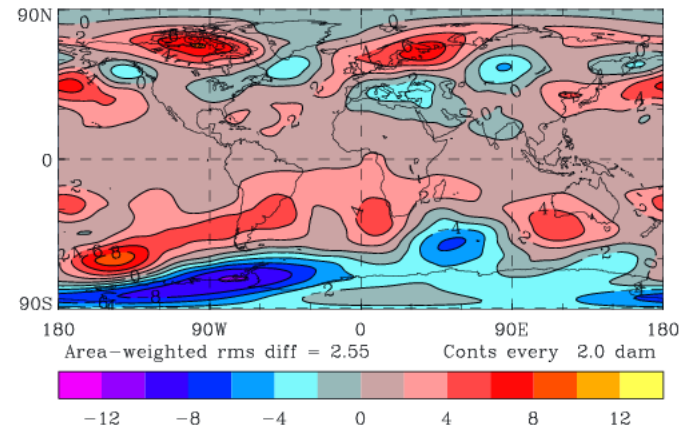 90N
0
90S
180 90W 0 90E 180
Area-weighted rms diff = 2.55 Conts every 2.0 dam
−12 −8 −4 0 4 8 12